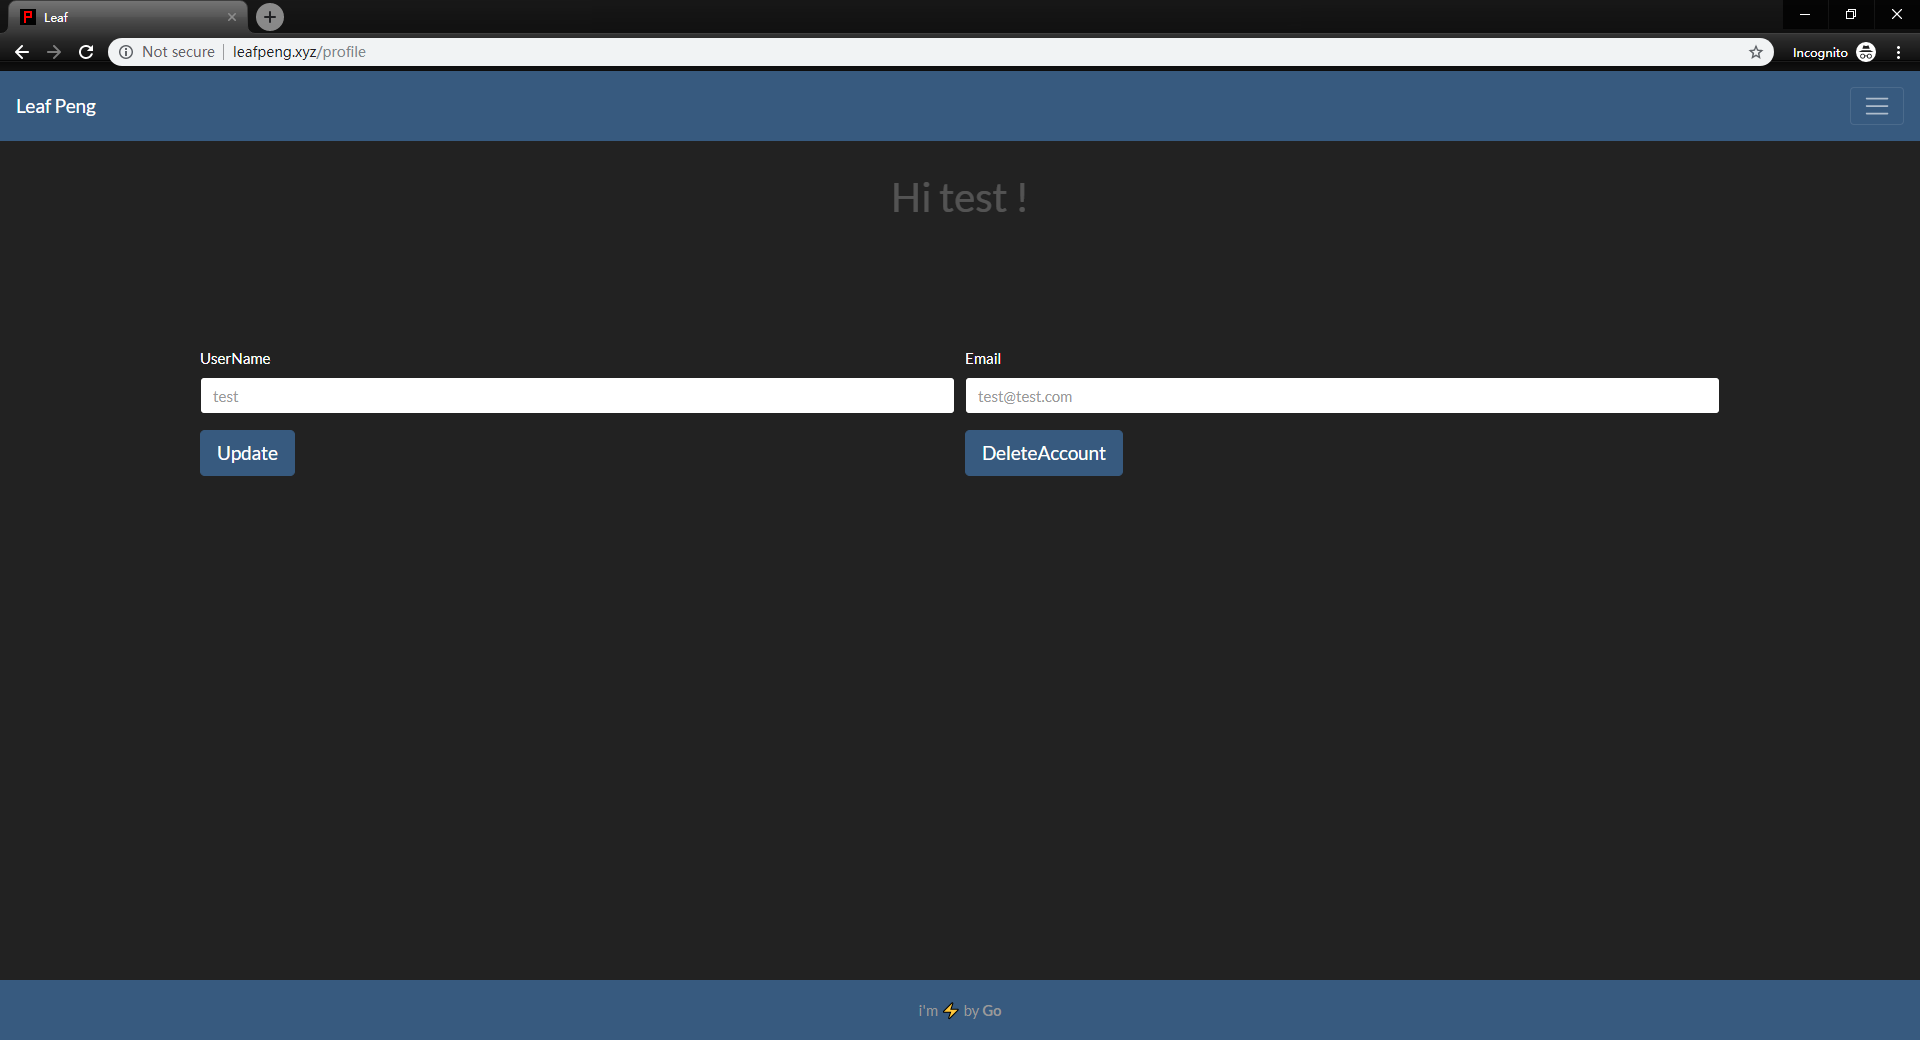 Leaf
Not secure leafpeng.xyz/profile Incognito
Leaf Peng
Hi test !
UserName Email
test test@test.com
Update DeleteAccount
i'm ⚡ by Go